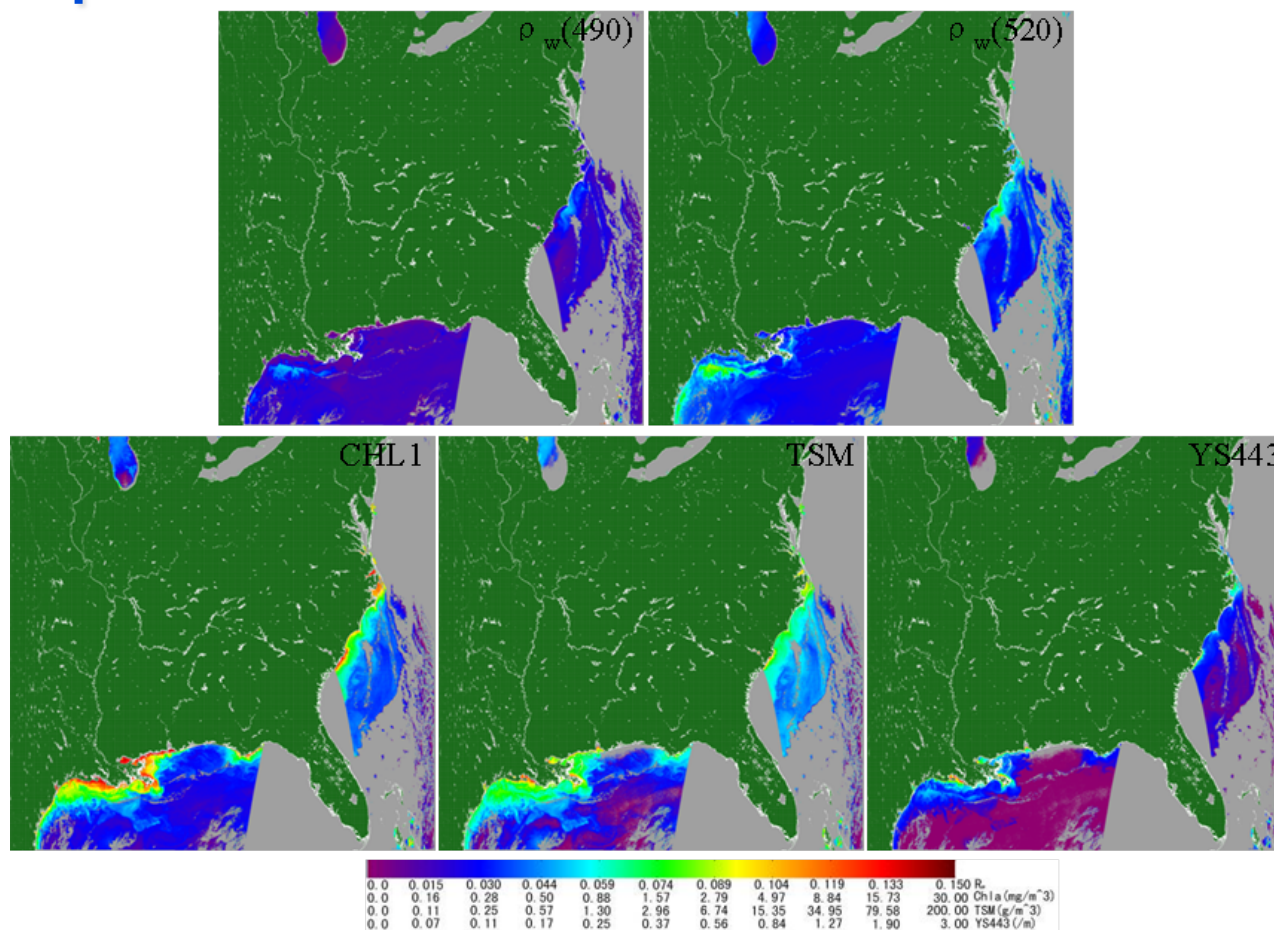 ρw(490) ρw(520)
CHL1 TSM YS443
0.0 0.015 0.030 0.044 0.059 0.074 0.089 0.104 0.119 0.133 0.150 Rw
0.0 0.16 0.28 0.50 0.88 1.57 2.79 4.97 8.84 15.73 30.00 Chla(mg/m^3)
0.0 0.11 0.25 0.57 1.30 2.96 6.74 15.35 34.95 79.58 200.00 TSM(g/m^3)
0.0 0.07 0.11 0.17 0.25 0.37 0.56 0.84 1.27 1.90 3.00 YS443(/m)